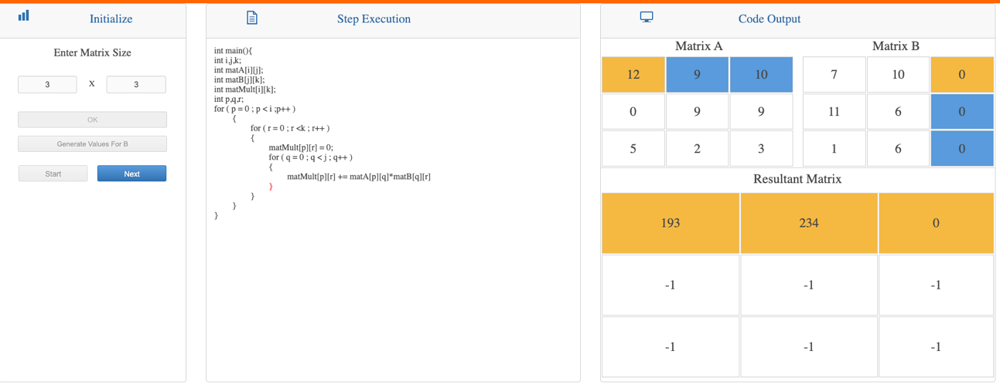 Initialize
Enter Matrix Size
3 X 3
OK
Generate Values For B
Start Next
Step Execution
int main(){
int i,j,k;
int matA[i][j];
int matB[j][k];
int matMult[i][k];
int p,q,r;
for ( p = 0 ; p < i ;p++ )
{
for ( r = 0 ; r <k ; r++ )
{
matMult[p][r] = 0;
for ( q = 0 ; q < j ; q++ )
{
matMult[p][r] += matA[p][q]*matB[q][r]
}
}
}
}
Code Output
Matrix A
12 9 10
0 9 9
5 2 3
Matrix B
7 10 0
11 6 0
1 6 0
Resultant Matrix
193 234 0
-1 -1 -1
-1 -1 -1